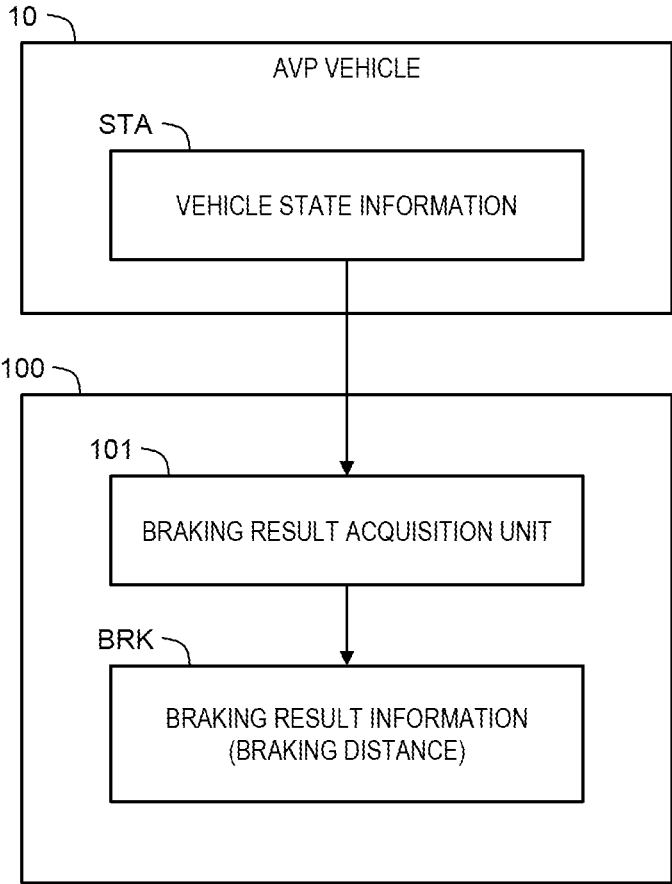 10
AVP VEHICLE
STA
VEHICLE STATE INFORMATION
100
101
BRAKING RESULT ACQUISITION UNIT
BRK
BRAKING RESULT INFORMATION
(BRAKING DISTANCE)